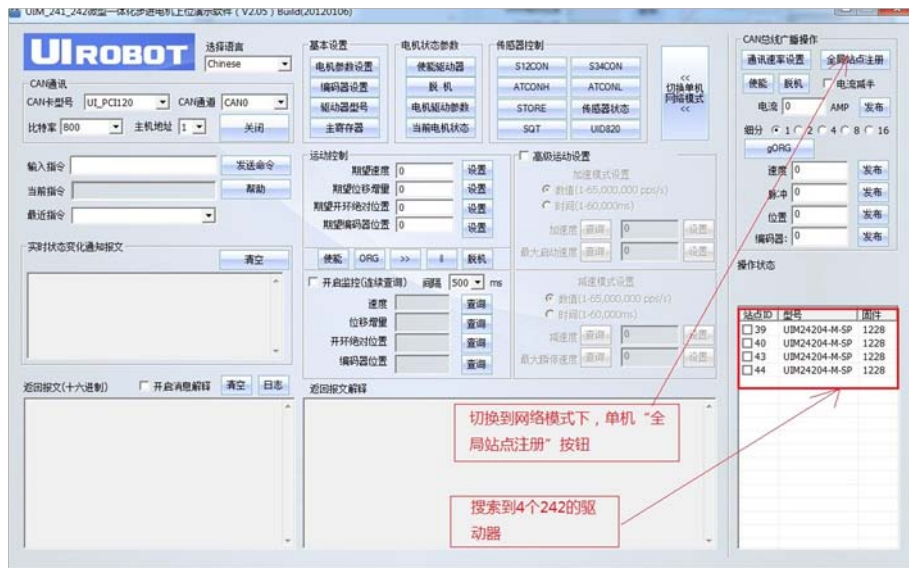 UIM_241_242微型一体化步进电机上位演示软件 ( V2.05 ) Build(20120106)
UIROBOT
选择语言
Chinese
CAN通讯
CAN卡型号 UI_PCI120 CAN通道 CAN0
比特率 800 主机地址 1 关闭
输入指令 发送命令
当前指令 帮助
最近指令
实时状态变化通知报文
清空
返回报文(十六进制) 开启消息解释 清空 日志
基本设置
电机参数设置
编码器设置
驱动器型号
主寄存器
电机状态参数
使能驱动器
脱 机
电机驱动参数
当前电机状态
传感器控制
S12CON S34CON
ATCONH ATCONL
STORE 传感器状态
SQT UID820
<<
切换单机
网络模式
<<
运动控制
期望速度 0 设置
期望位移增量 0 设置
期望开环绝对位置 0 设置
期望编码器位置 0 设置
使能 ORG >> || 脱机
开启监控(连续查询) 间隔 500 ms
速度 查询
位移增量 查询
开环绝对位置 查询
编码器位置 查询
高级运动设置
加速模式设置
数值(1-65,000,000 pps/s)
时间(1-60,000ms)
加速度 查询 0 设置
最大启动速度 查询 0 设置
减速模式设置
数值(1-65,000,000 pps/s)
时间(1-60,000ms)
减速度 查询 0 设置
最大停车速度 查询 0 设置
返回报文解释
切换到网络模式下，单机“全
局站点注册”按钮
搜索到4个242的驱
动器
CAN总线广播操作
通讯速率设置 全局站点注册
使能 脱机 电流减半
电流 0 AMP 发布
细分 1 2 4 8 16
gORG
速度 0 发布
脉冲 0 发布
位置 0 发布
编码器: 0 发布
操作状态
站点ID 型号 固件
39 UIM24204-M-SP 1228
40 UIM24204-M-SP 1228
43 UIM24204-M-SP 1228
44 UIM24204-M-SP 1228